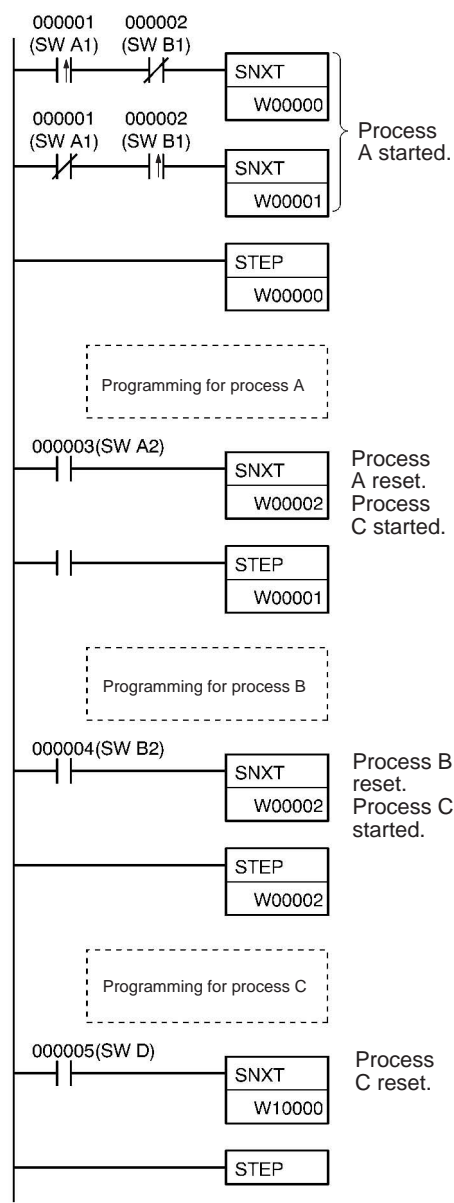 000001 000002
(SW A1) (SW B1)
SNXT
W00000
000001 000002
(SW A1) (SW B1)
SNXT
W00001
Process
A started.
STEP
W00000
Programming for process A
000003(SW A2)
SNXT
W00002
Process
A reset.
Process
C started.
STEP
W00001
Programming for process B
000004(SW B2)
SNXT
W00002
Process B
reset.
Process C
started.
STEP
W00002
Programming for process C
000005(SW D)
SNXT
W10000
Process
C reset.
STEP